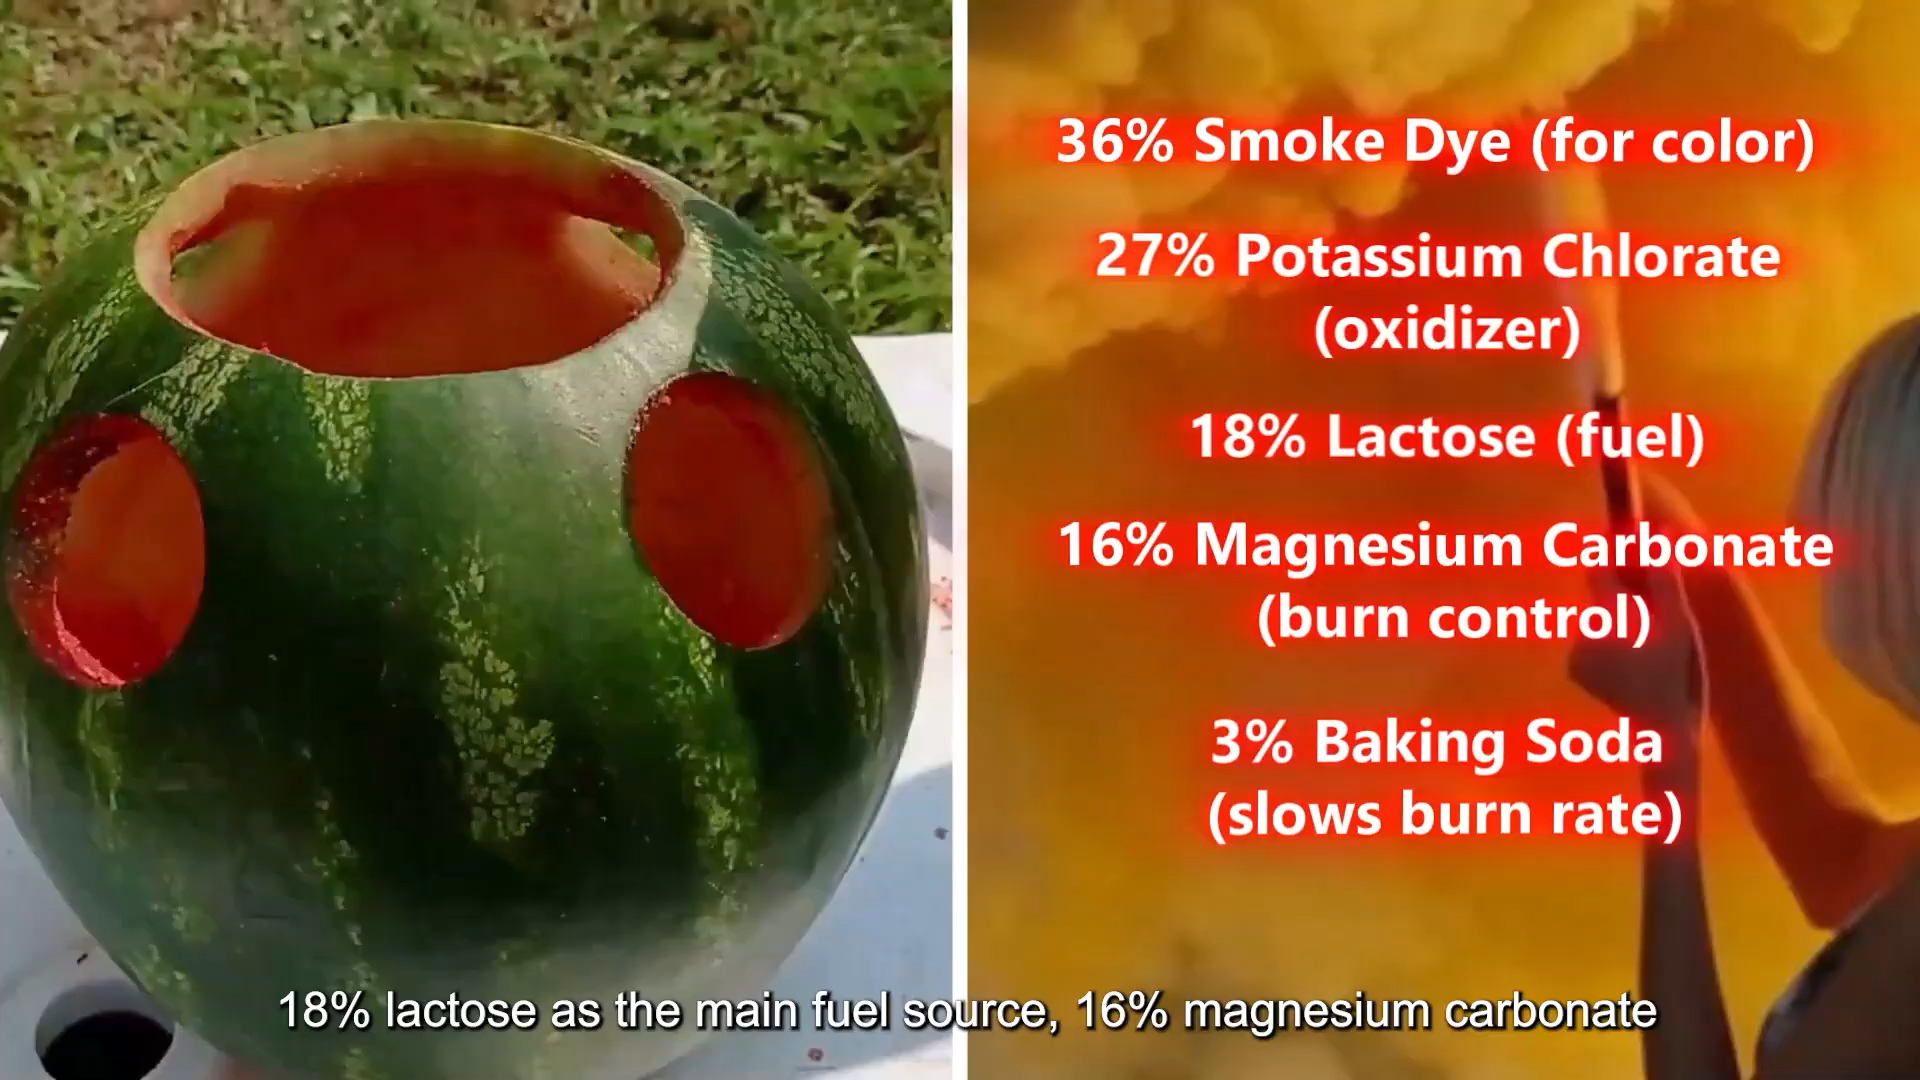 36% Smoke Dye (for color)
27% Potassium Chlorate
(oxidizer)
18% Lactose (fuel)
16% Magnesium Carbonate
(burn control)
3% Baking Soda
(slows burn rate)
18% lactose as the main fuel source, 16% magnesium carbonate